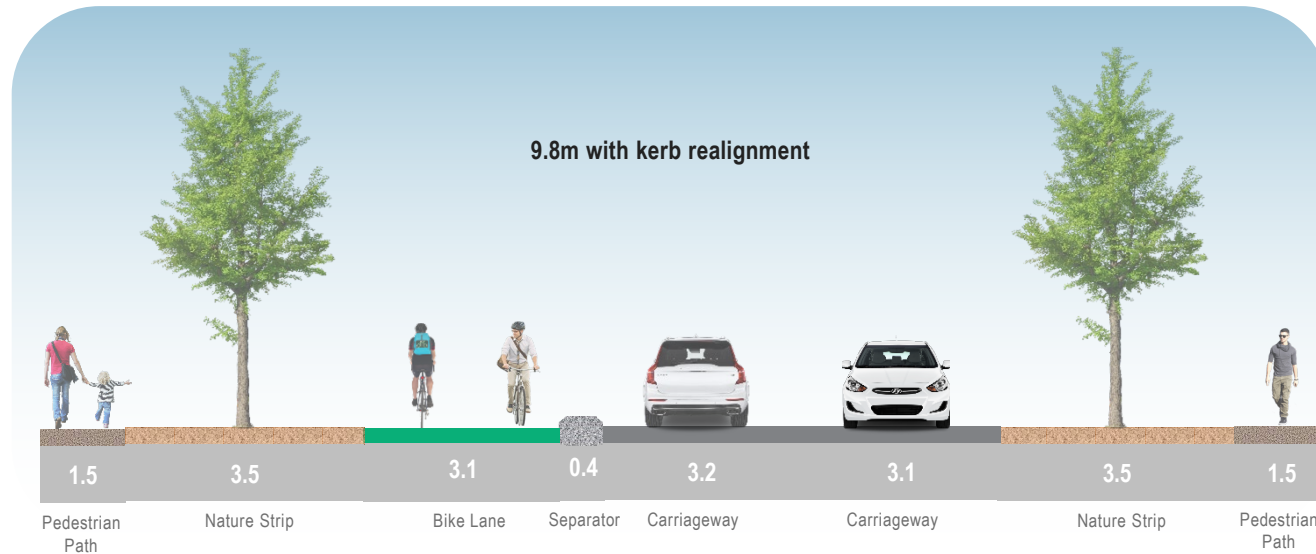 9.8m with kerb realignment
1.5 3.5 3.1 0.4 3.2 3.1 3.5 1.5
Pedestrian Path
Nature Strip
Bike Lane
Separator
Carriageway
Carriageway
Nature Strip
Pedestrian Path